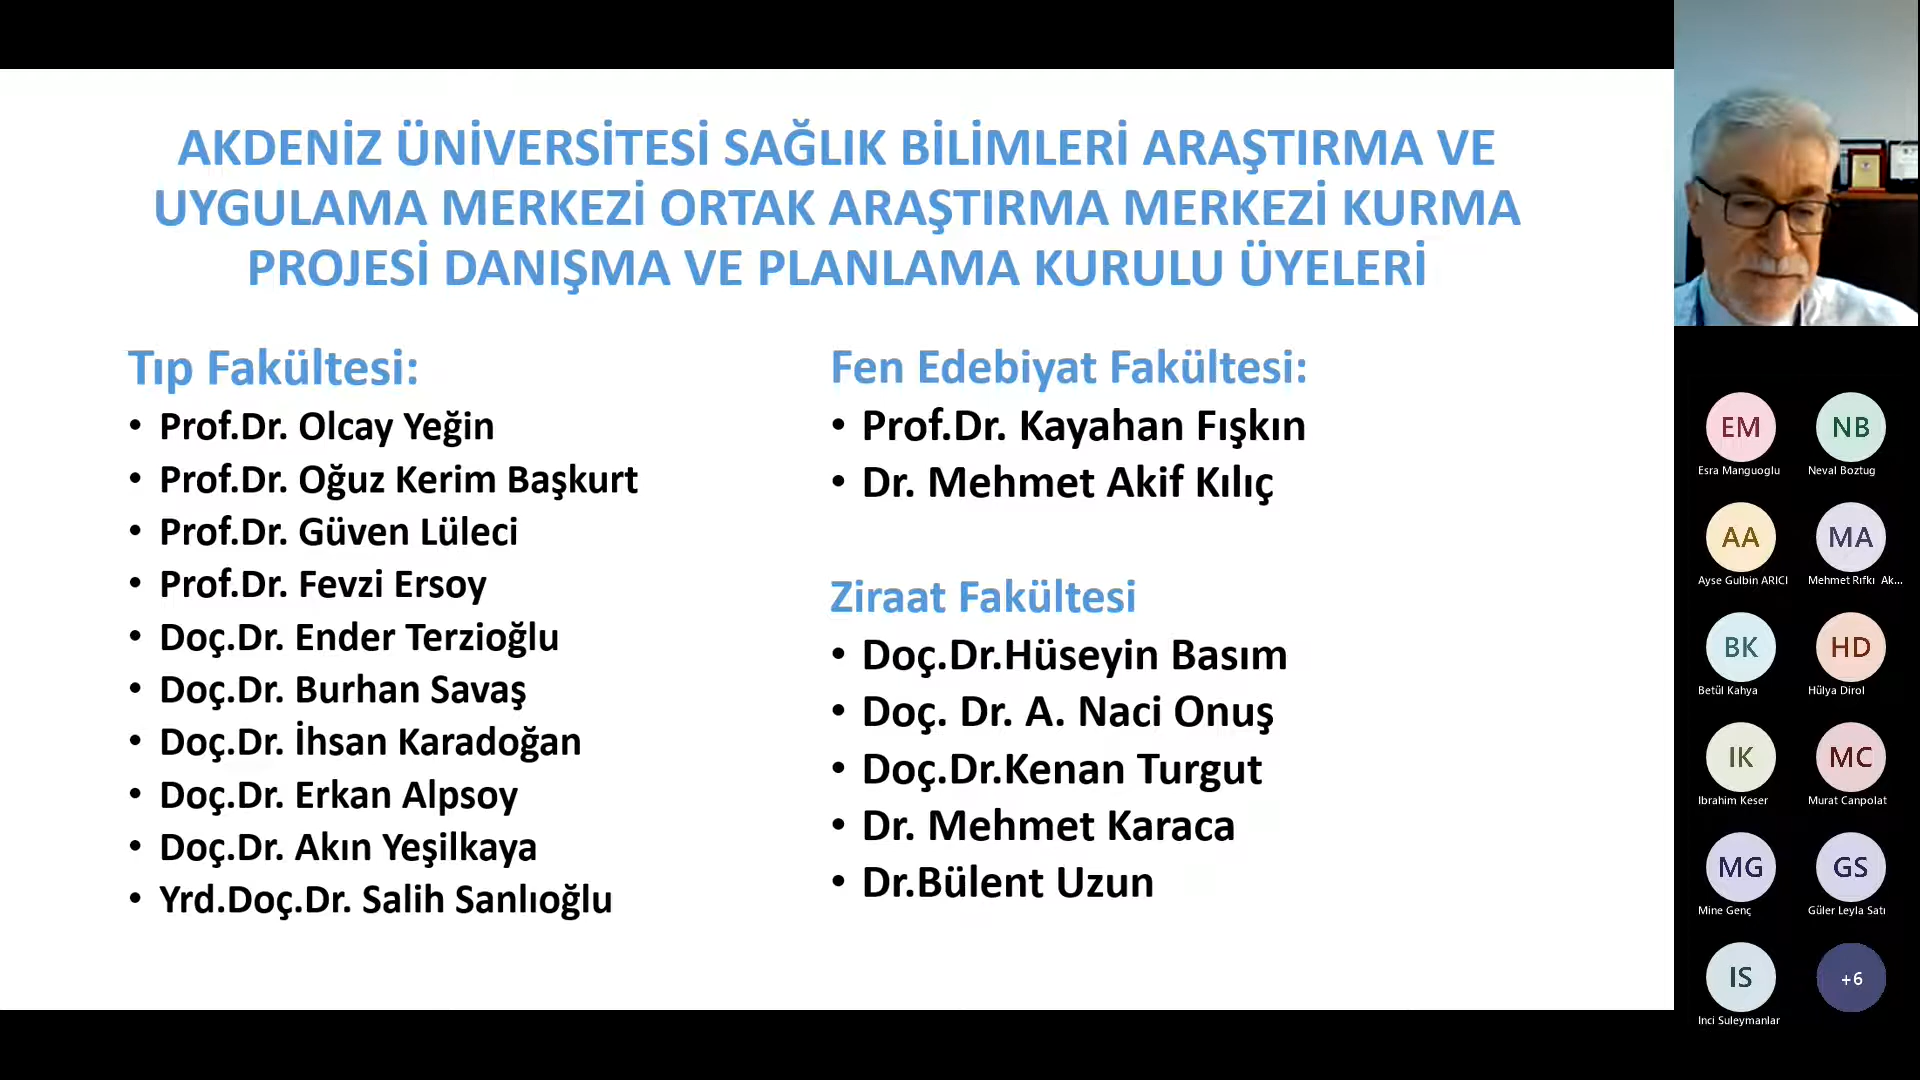 AKDENİZ ÜNİVERSİTESİ SAĞLIK BİLİMLERİ ARAŞTIRMA VE
UYGULAMA MERKEZİ ORTAK ARAŞTIRMA MERKEZİ KURMA
PROJESİ DANIŞMA VE PLANLAMA KURULU ÜYELERİ
Tıp Fakültesi:
• Prof.Dr. Olcay Yeğin
• Prof.Dr. Oğuz Kerim Başkurt
• Prof.Dr. Güven Lüleci
• Prof.Dr. Fevzi Ersoy
• Doç.Dr. Ender Terzioğlu
• Doç.Dr. Burhan Savaş
• Doç.Dr. İhsan Karadoğan
• Doç.Dr. Erkan Alpsoy
• Doç.Dr. Akın Yeşilkaya
• Yrd.Doç.Dr. Salih Sanlıoğlu
Fen Edebiyat Fakültesi:
• Prof.Dr. Kayahan Fışkın
• Dr. Mehmet Akif Kılıç
Ziraat Fakültesi
• Doç.Dr.Hüseyin Basım
• Doç. Dr. A. Naci Onuş
• Doç.Dr.Kenan Turgut
• Dr. Mehmet Karaca
• Dr.Bülent Uzun
EM
Esra Manguoglu
NB
Neval Boztug
AA
Ayse Gulbin ARICI
MA
Mehmet Rıfkı Ak...
BK
Betül Kahya
HD
Hülya Dirol
IK
Ibrahim Keser
MC
Murat Canpolat
MG
Mine Genç
GS
Güler Leyla Satı
IS
Inci Suleymanlar
+6